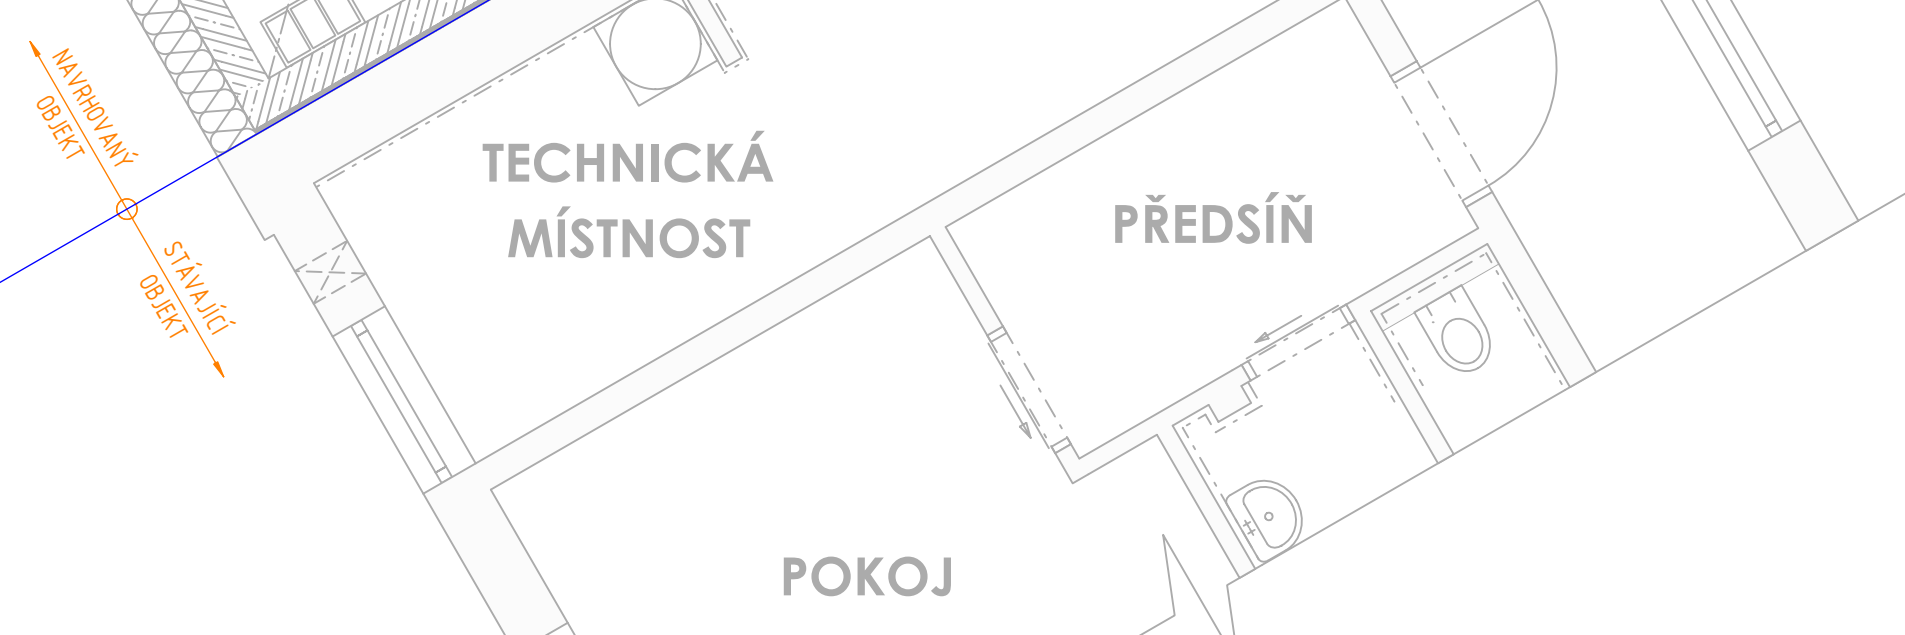 NAVRHOVANÝ
OBJEKT
STÁVAJÍCÍ
OBJEKT
TECHNICKÁ
MÍSTNOST
PŘEDSÍŇ
POKOJ